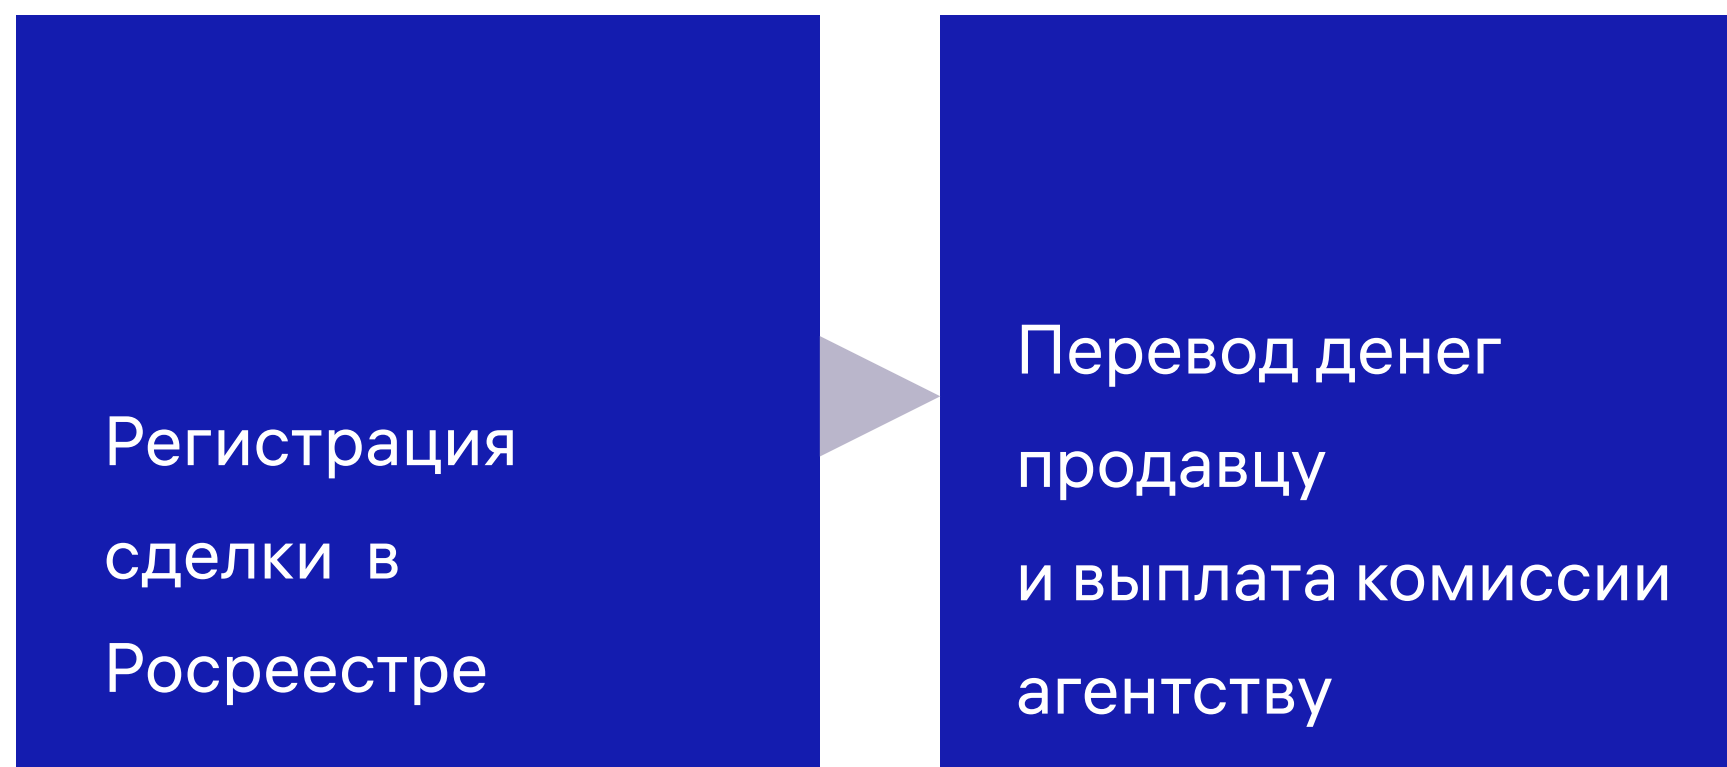 Регистрация
сделки в
Росреестре
Перевод денег
продавцу
и выплата комиссии
агентству